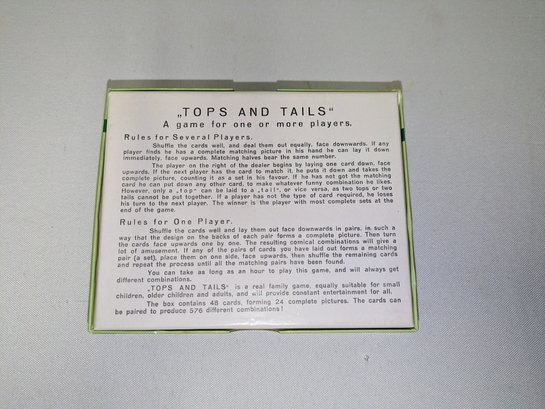 „TOPS AND TAILS“
A game for one or more players.
Rules for Several Players.
Shuffle the cards well, and deal them out equally, face downwards. If any
player finds he has a complete matching picture in his hand he can lay it down
immediately, face upwards. Matching halves bear the same number.
The player on the right of the dealer begins by laying one card down, face
upwards. If the next player has the card to match it, he puts it down and takes the
complete picture, counting it as a set in his favour. If he has not got the matching
card he can put down any other card, to make whatever funny combination he likes.
However, only a „top“ can be laid to a „tail“, or vice versa, as two tops or two
tails cannot be put together. If a player has not the type of card required, he loses
his turn to the next player. The winner is the player with most complete sets at the
end of the game.
Rules for One Player.
Shuffle the cards well and lay them out face downwards in pairs, in such a
way that the design on the backs of each pair forms a complete picture. Then turn
the cards face upwards one by one. The resulting comical combinations will give a
lot of amusement. If any of the pairs of cards you have laid out forms a matching
pair (a set), place them on one side, face upwards, then shuffle the remaining cards
and repeat the process until all the matching pairs have been found.
You can take as long as an hour to play this game, and will always get
different combinations.
„TOPS AND TAILS“ is a real family game, equally suitable for small
children, older children and adults, and will provide constant entertainment for all.
The box contains 48 cards, forming 24 complete pictures. The cards can
be paired to produce 576 different combinations!